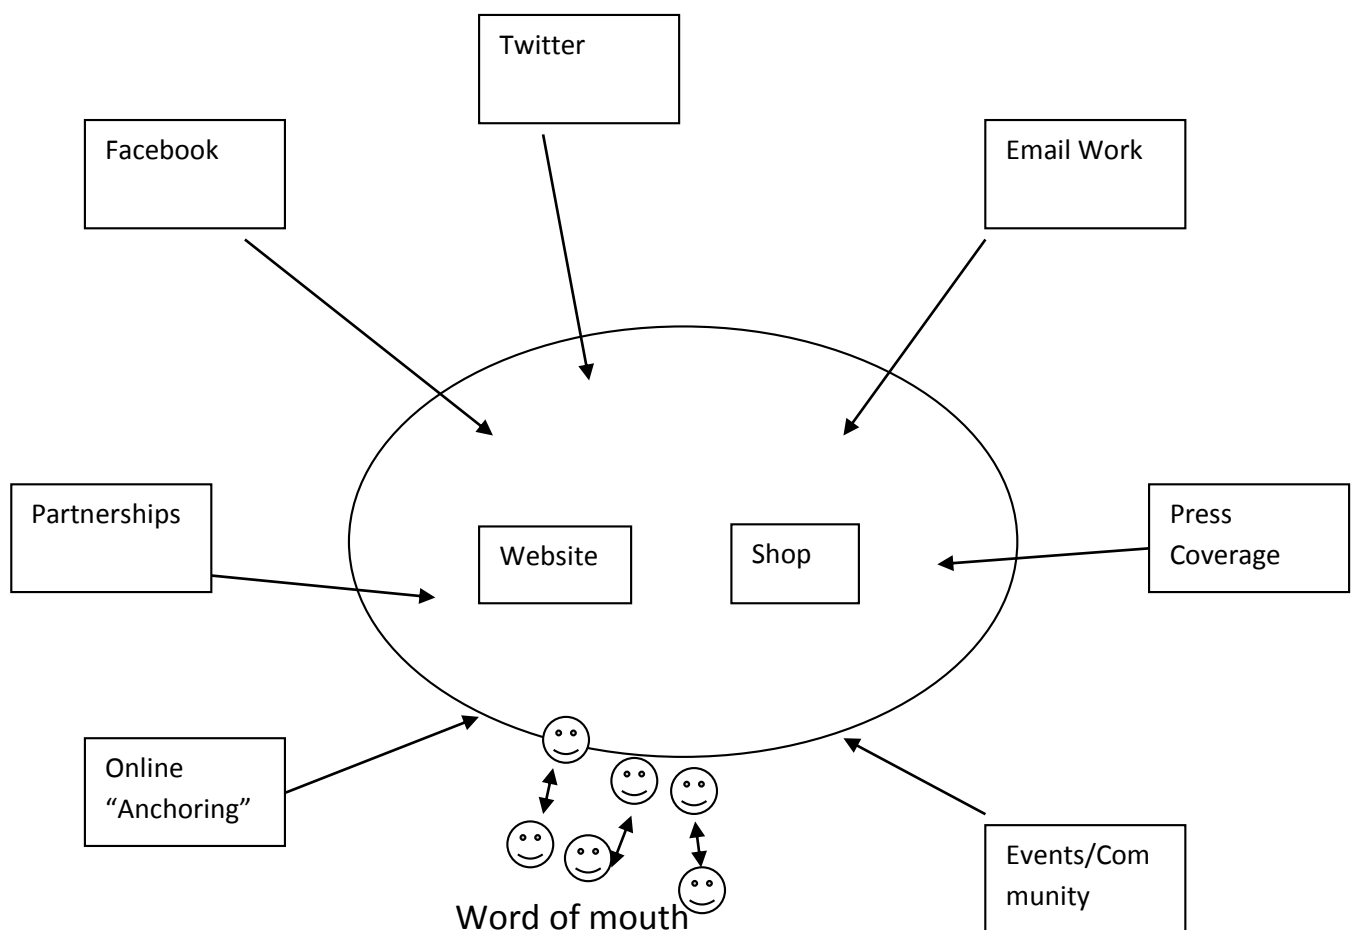 Twitter
Facebook
Email Work
Partnerships
Website
Shop
Press
Coverage
Online
“Anchoring”
Events/Com
munity
Word of mouth